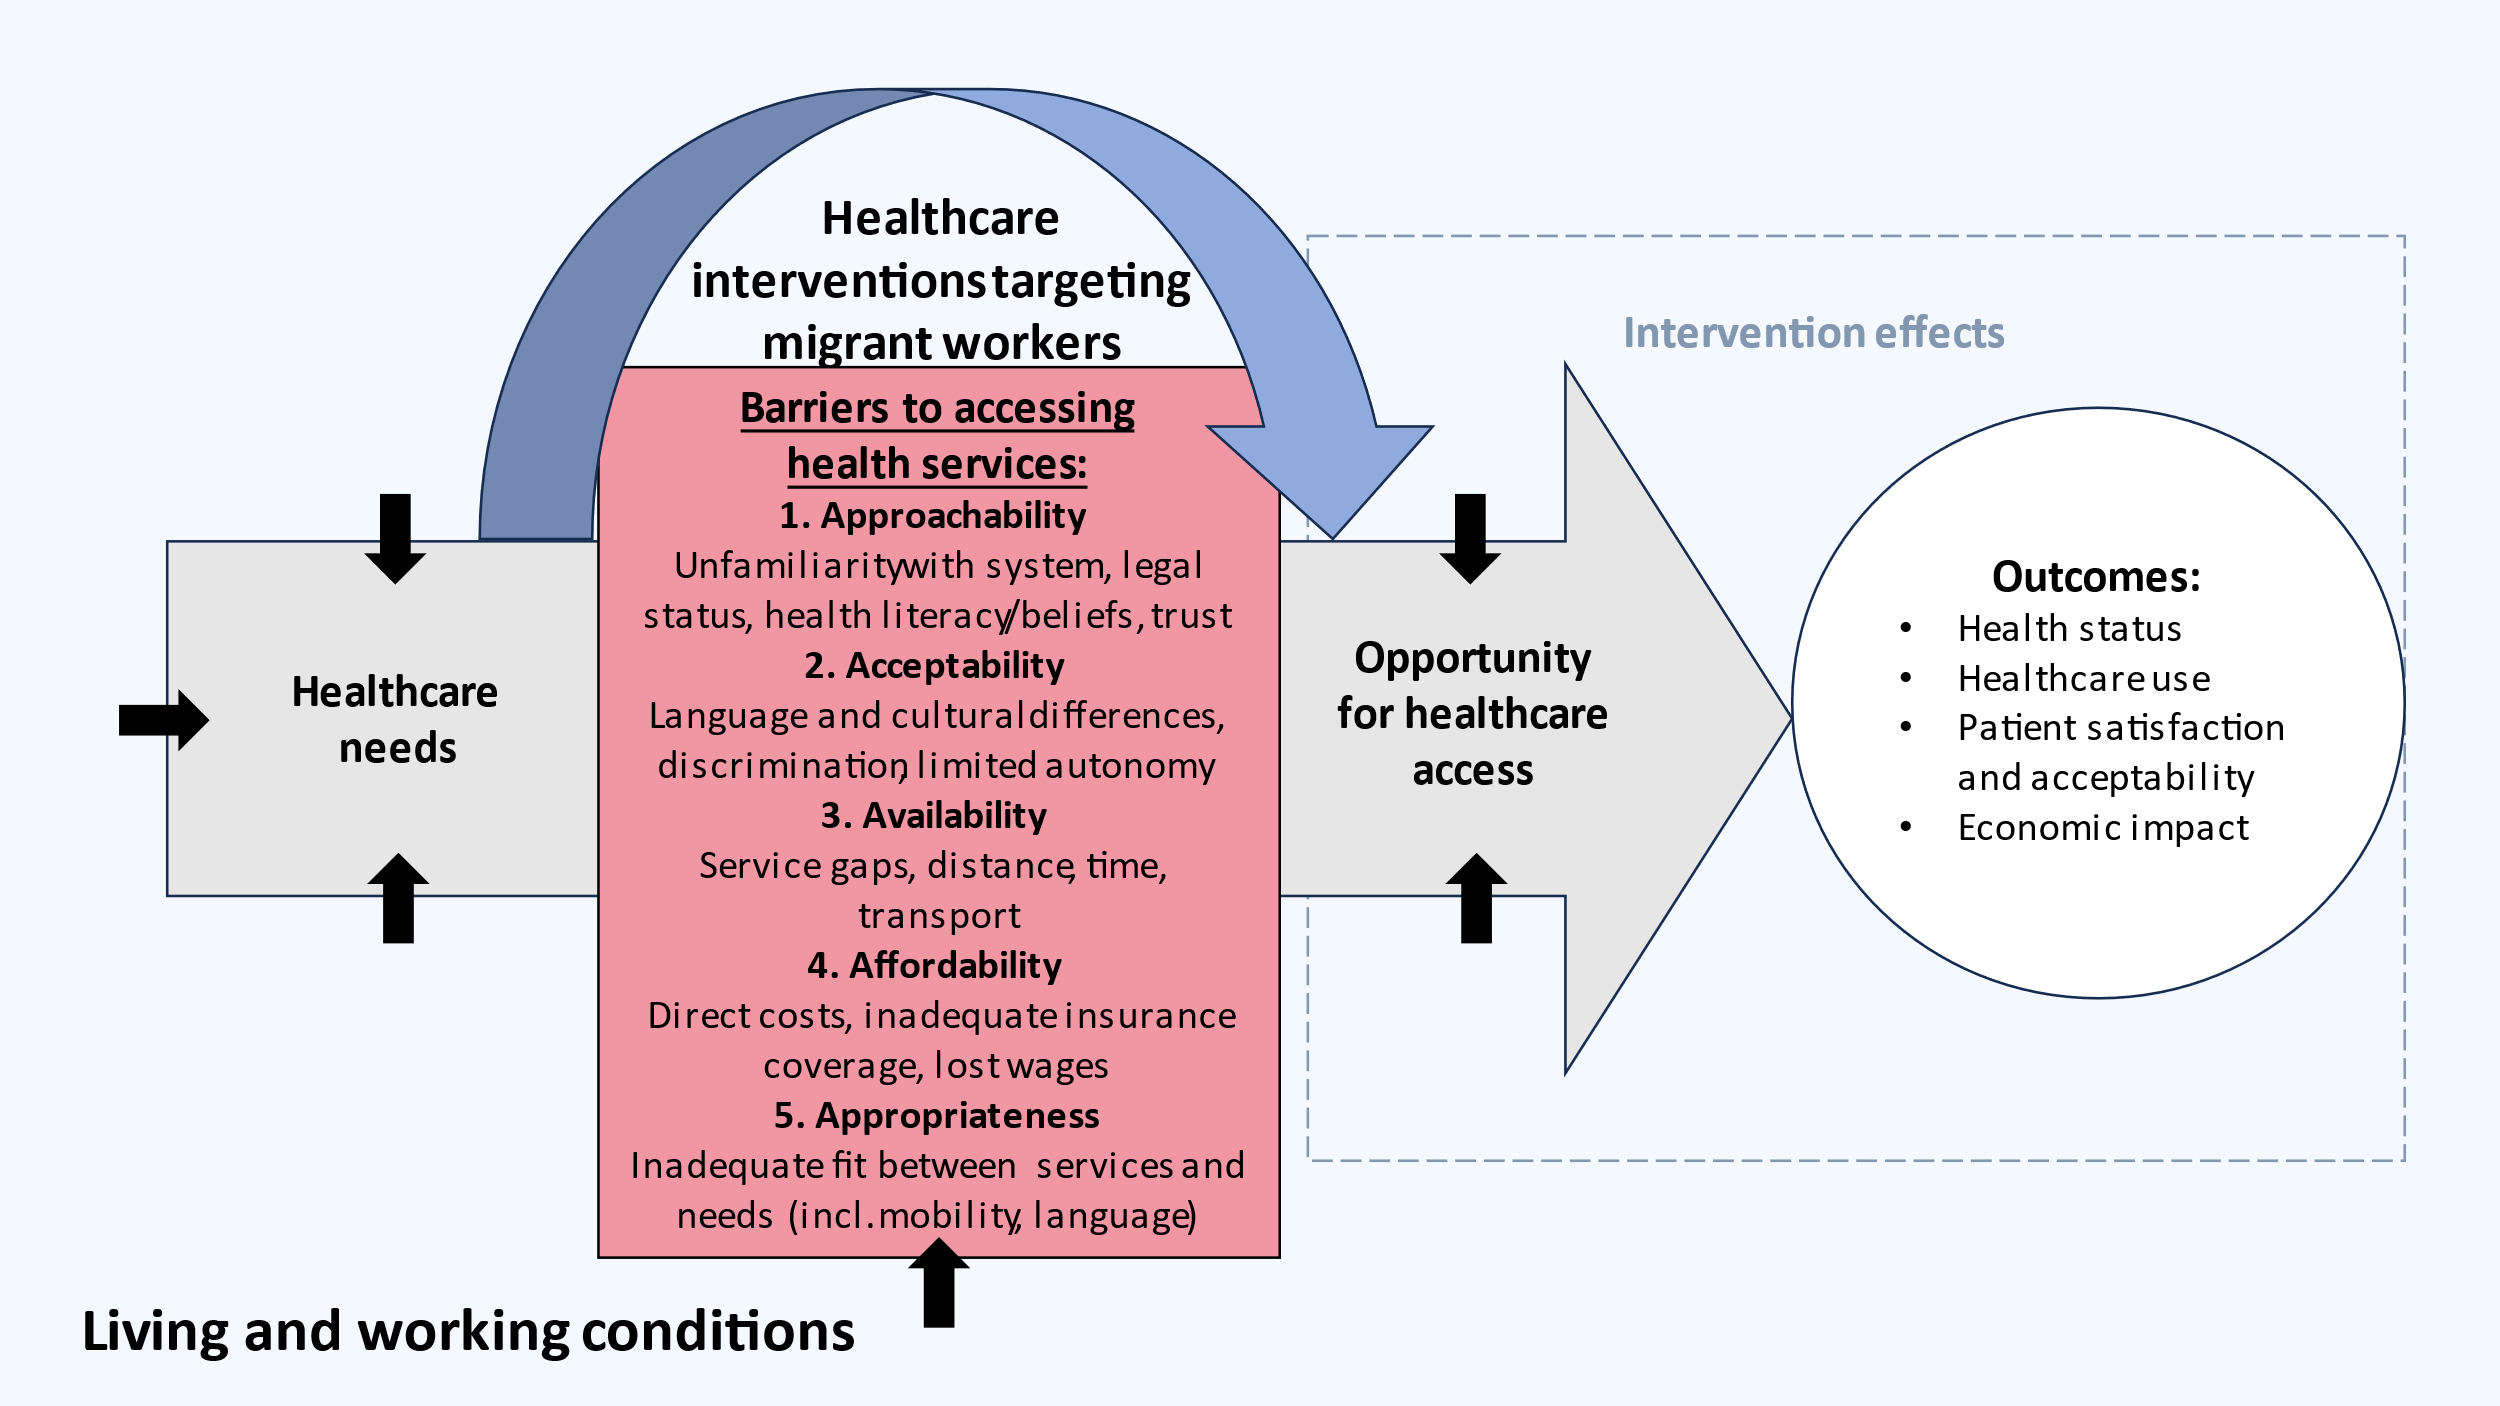 Healthcare
interventions targeting
migrant workers
Intervention effects
Barriers to accessing
health services:
1. Approachability
Unfamiliarity with system, legal
status, health literacy/beliefs, trust
2. Acceptability
Language and cultural differences,
discrimination, limited autonomy
3. Availability
Service gaps, distance, time,
transport
4. Affordability
Direct costs, inadequate insurance
coverage, lost wages
5. Appropriateness
Inadequate fit between services and
needs (incl. mobility, language)
Healthcare
needs
Opportunity
for healthcare
access
Outcomes:
• Health status
• Healthcare use
• Patient satisfaction
and acceptability
• Economic impact
Living and working conditions